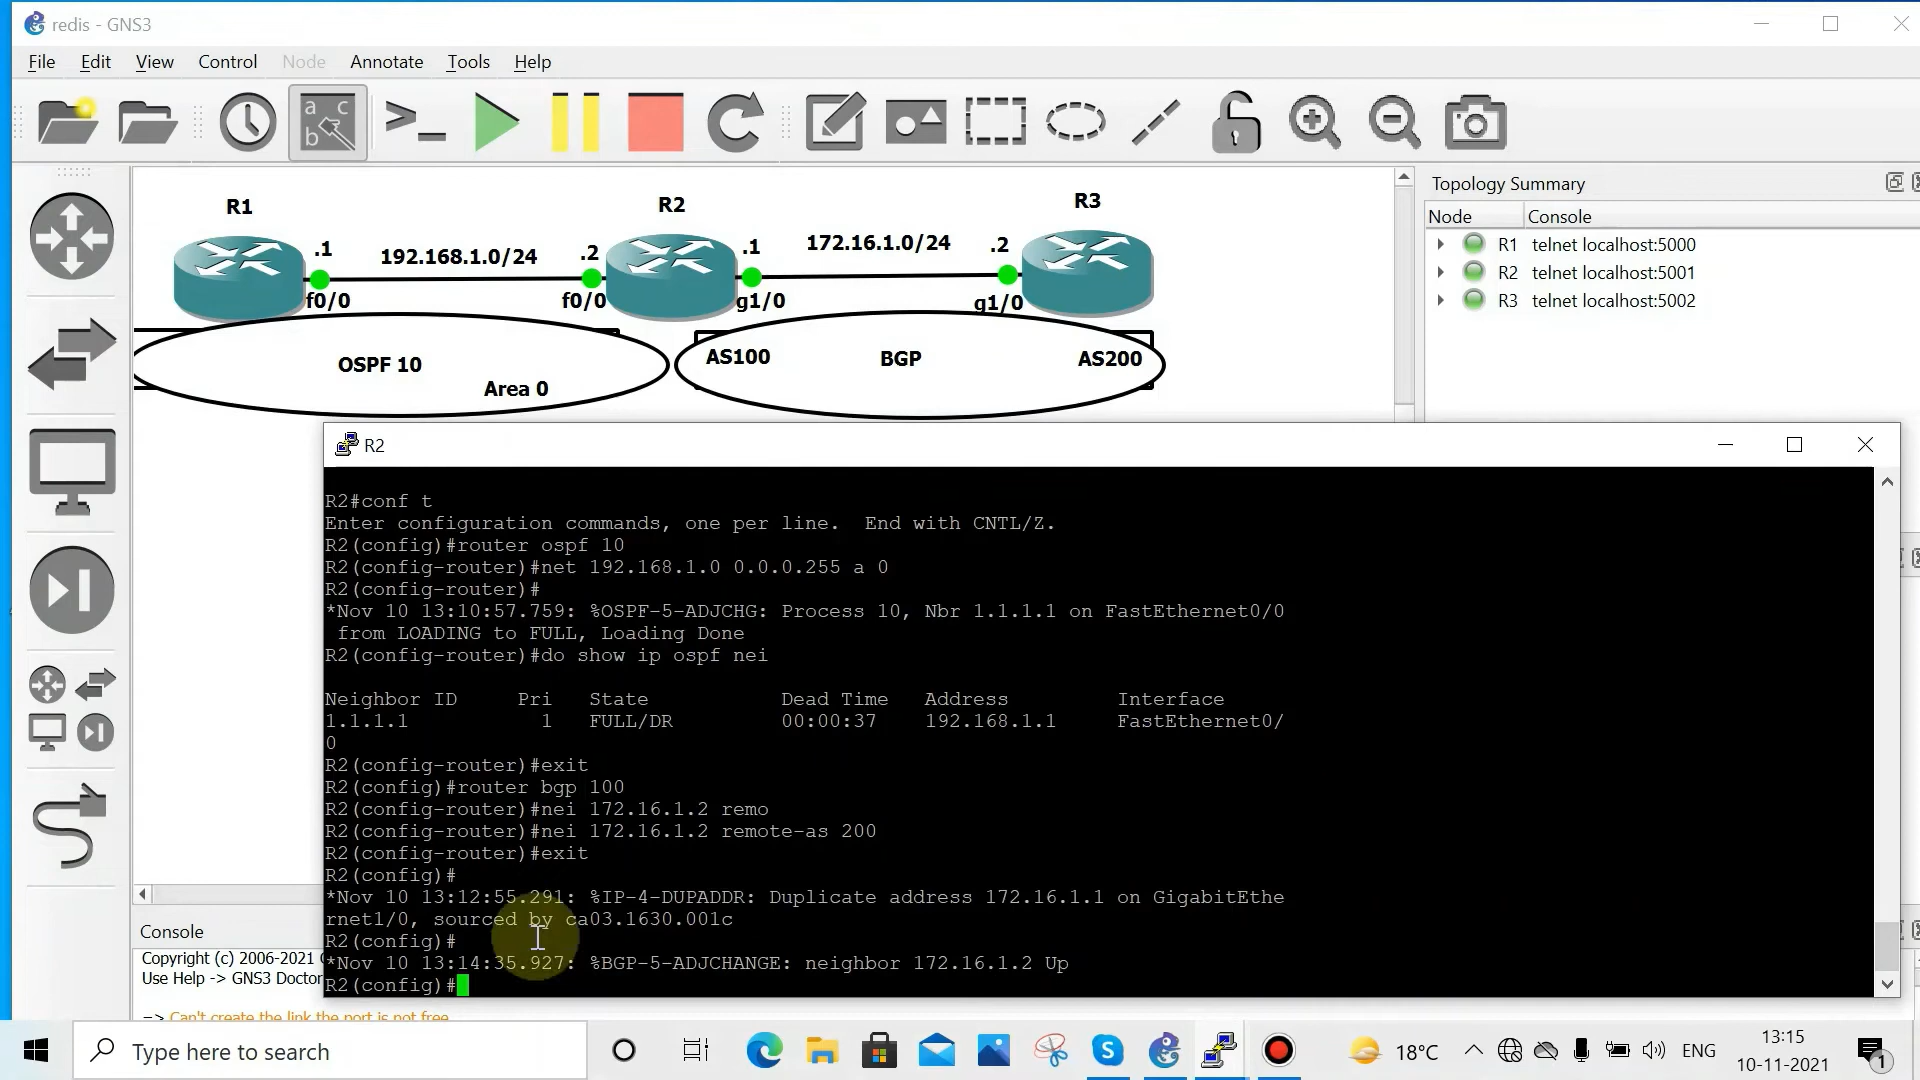 redis - GNS3
File Edit View Control Node Annotate Tools Help
a c
b
R1
R2
R3
.1
192.168.1.0/24
.2
.1
172.16.1.0/24
.2
f0/0
f0/0
g1/0
g1/0
OSPF 10
Area 0
AS100
BGP
AS200
Topology Summary
Node Console
R1 telnet localhost:5000
R2 telnet localhost:5001
R3 telnet localhost:5002
R2
R2#conf t
Enter configuration commands, one per line.  End with CNTL/Z.
R2(config)#router ospf 10
R2(config-router)#net 192.168.1.0 0.0.0.255 a 0
R2(config-router)#
*Nov 10 13:10:57.759: %OSPF-5-ADJCHG: Process 10, Nbr 1.1.1.1 on FastEthernet0/0
from LOADING to FULL, Loading Done
R2(config-router)#do show ip ospf nei
Neighbor ID     Pri   State           Dead Time   Address         Interface
1.1.1.1           1   FULL/DR         00:00:37    192.168.1.1     FastEthernet0/
0
R2(config-router)#exit
R2(config)#router bgp 100
R2(config-router)#nei 172.16.1.2 remo
R2(config-router)#nei 172.16.1.2 remote-as 200
R2(config-router)#exit
R2(config)#
*Nov 10 13:12:55.291: %IP-4-DUPADDR: Duplicate address 172.16.1.1 on GigabitEthe
rnet1/0, sourced by ca03.1630.001c
R2(config)#
*Nov 10 13:14:35.927: %BGP-5-ADJCHANGE: neighbor 172.16.1.2 Up
R2(config)#
Console
Copyright (c) 2006-2021
Use Help -> GNS3 Doctor
=> Can't create the link the port is not free
Type here to search
18°C
ENG
13:15
10-11-2021
1